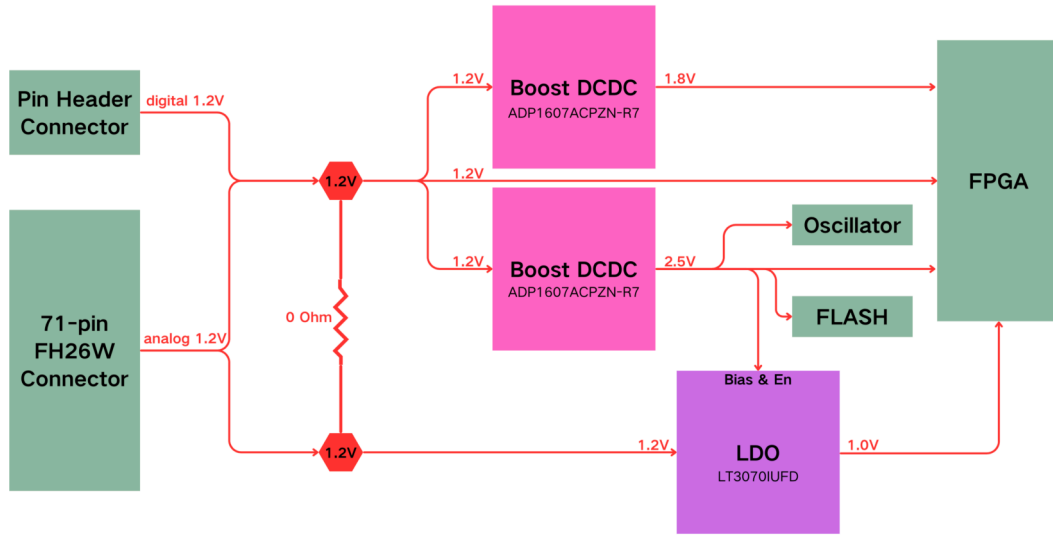 Pin Header
Connector
digital 1.2V
71-pin
FH26W
Connector
analog 1.2V
1.2V
0 Ohm
1.2V
1.2V
Boost DCDC
ADP1607ACPZN-R7
1.8V
1.2V
1.2V
Boost DCDC
ADP1607ACPZN-R7
2.5V
Oscillator
FLASH
FPGA
1.2V
Bias & En
LDO
LT3070IUFD
1.0V